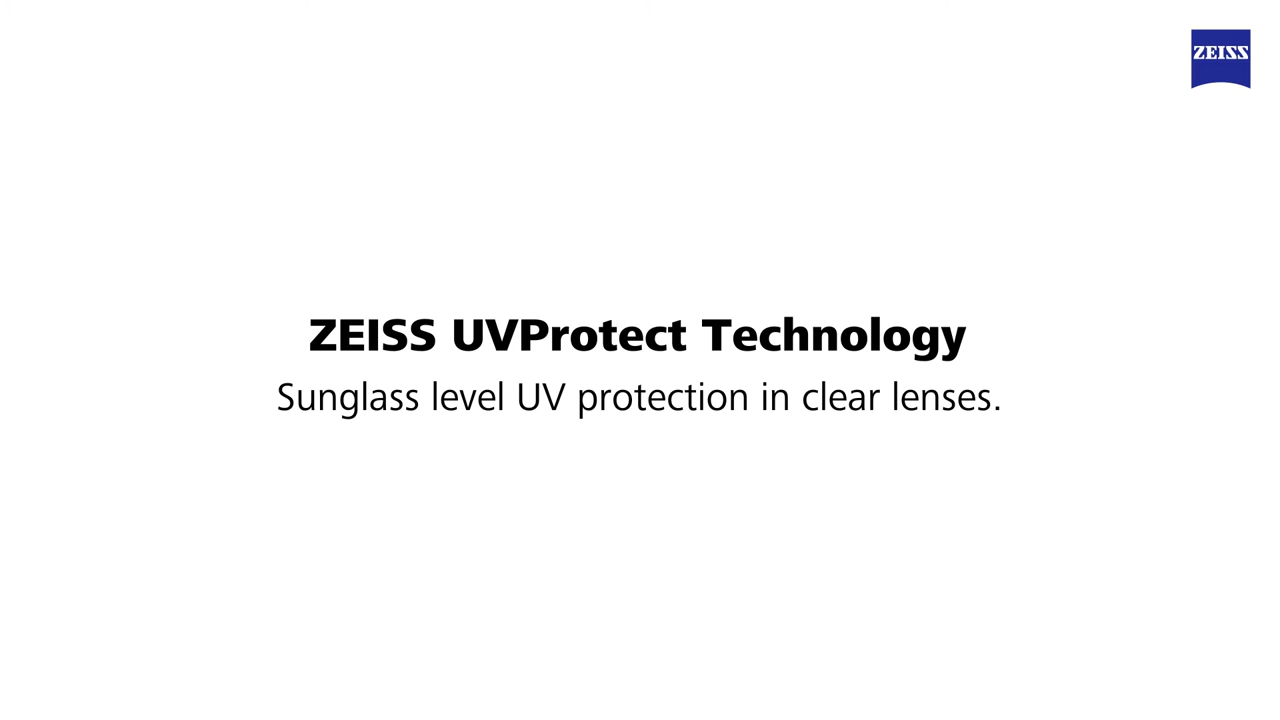 ZEISS
ZEISS UVProtect Technology
Sunglass level UV protection in clear lenses.